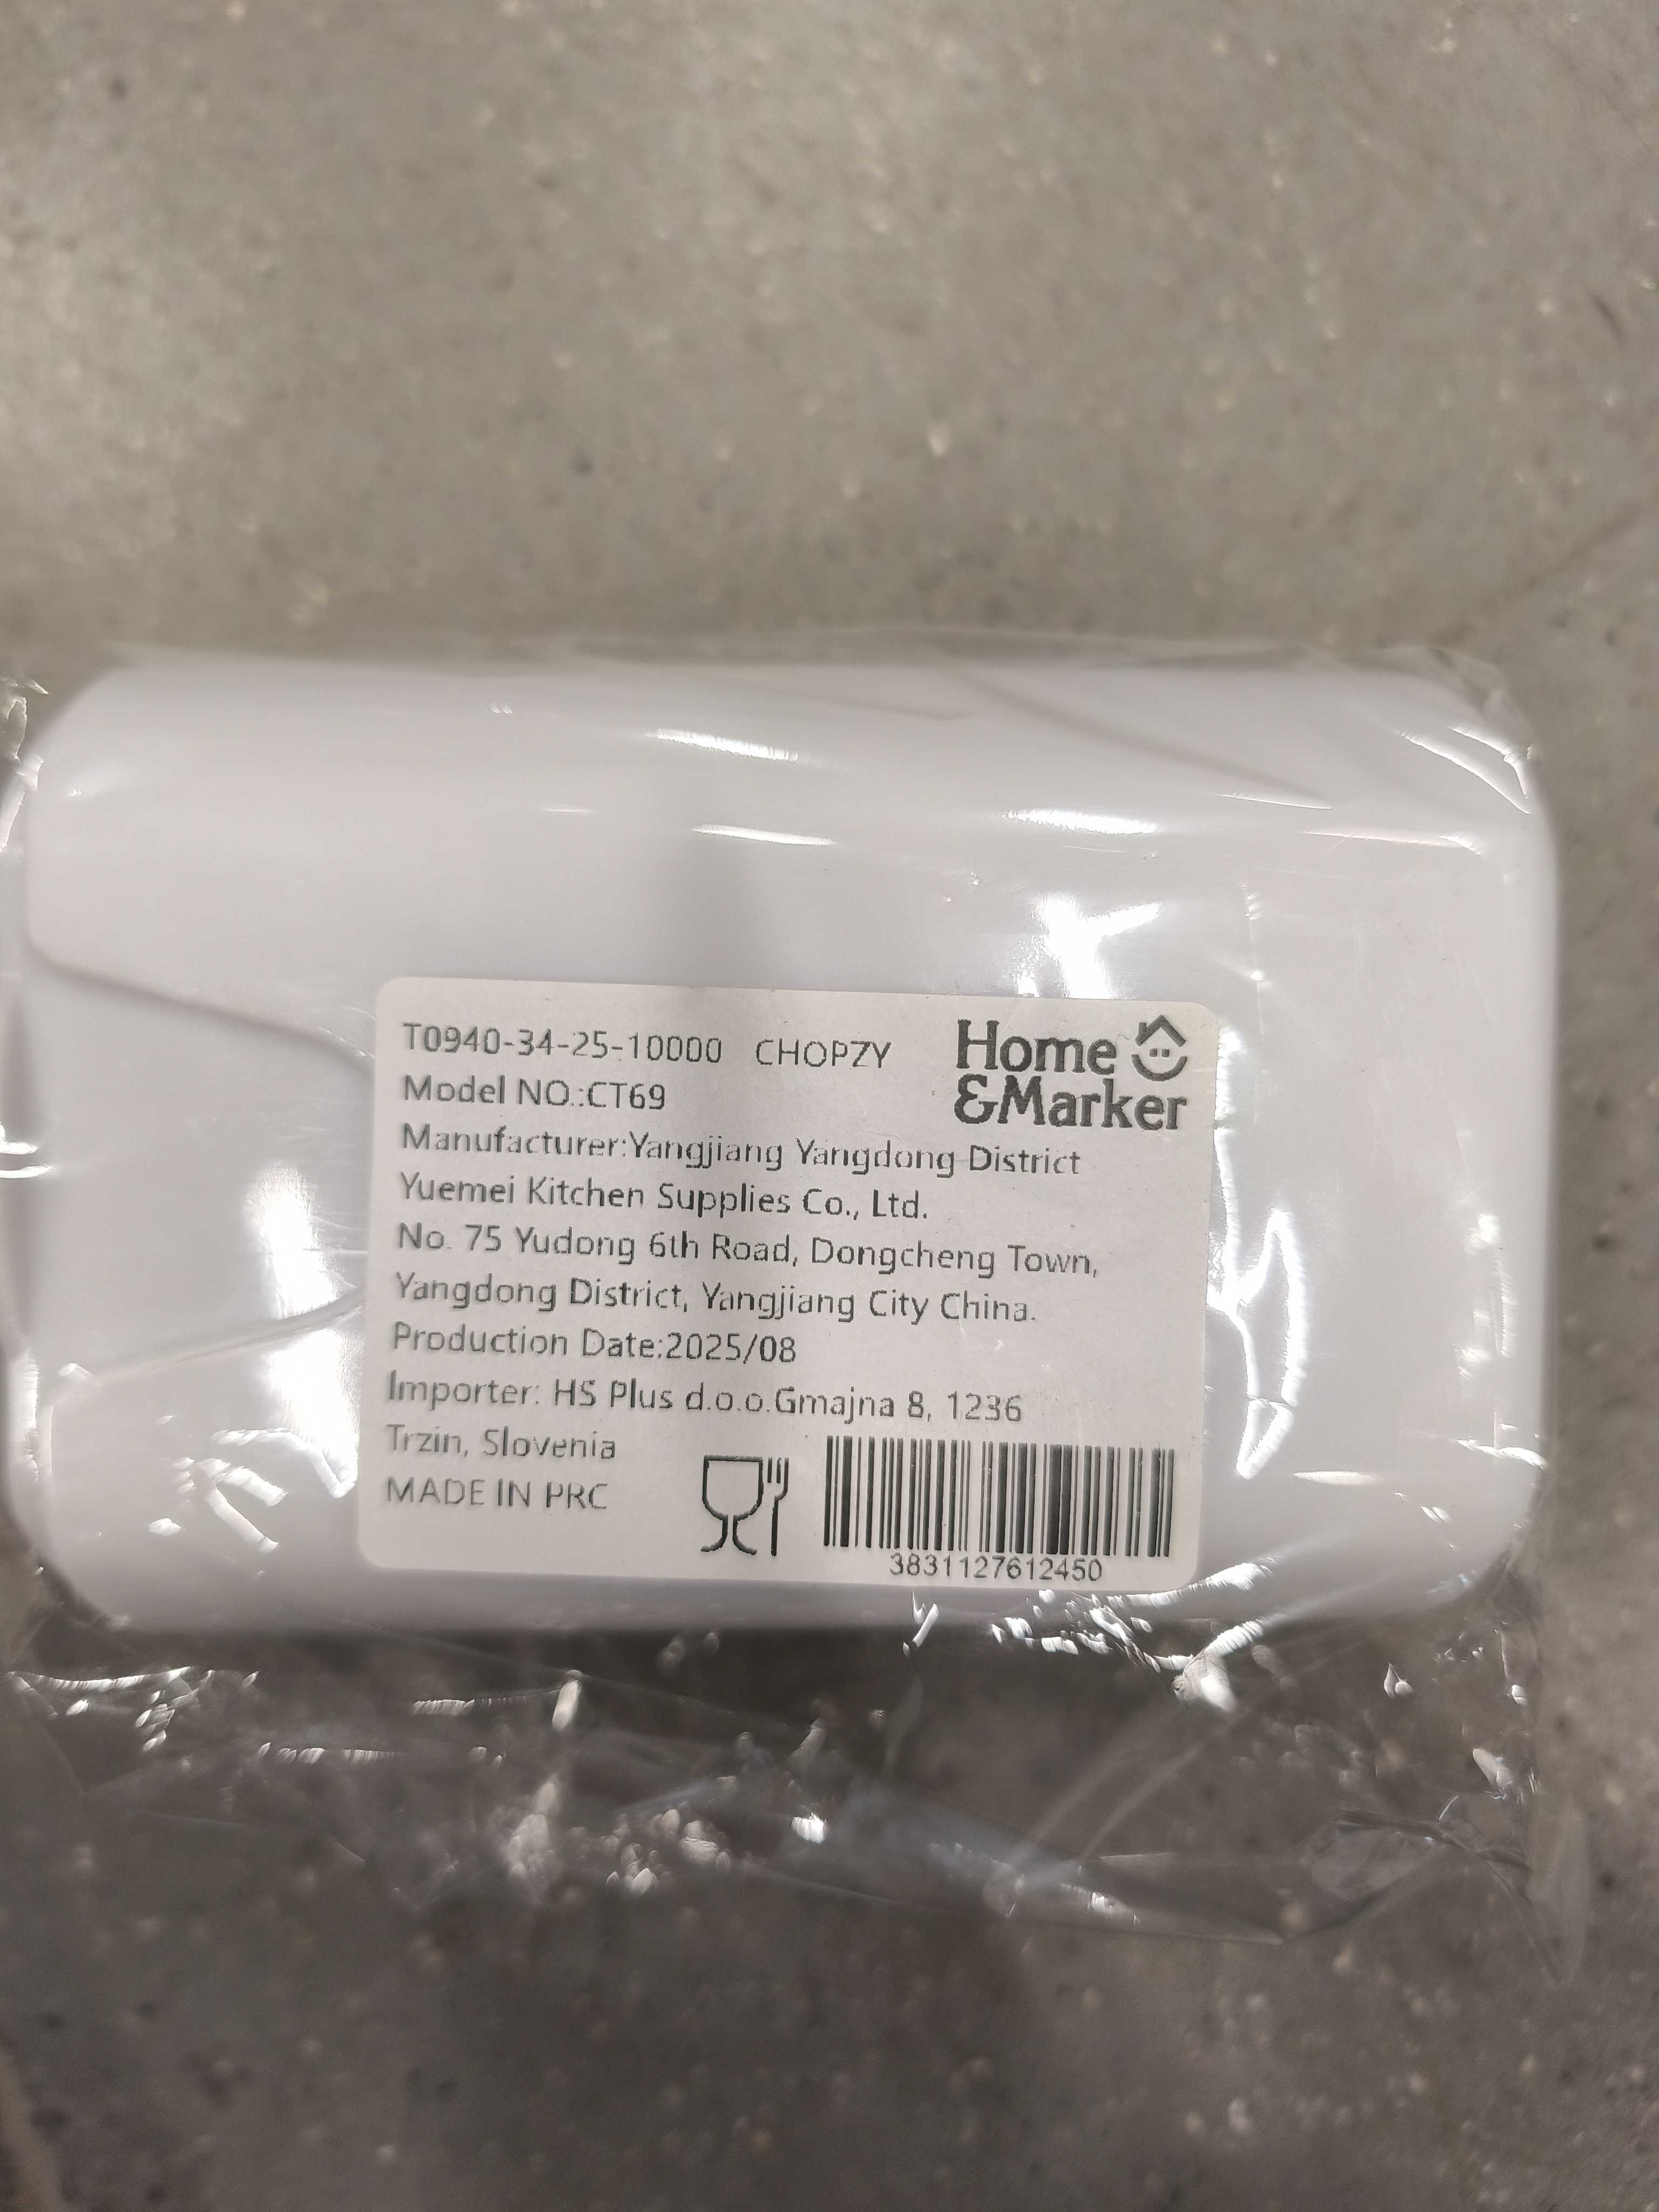 T0940-34-25-10000 CHOPZY
Home
&Marker
Model NO.:CT69
Manufacturer:Yangjiang Yangdong District
Yuemei Kitchen Supplies Co., Ltd.
No. 75 Yudong 6th Road, Dongcheng Town,
Yangdong District, Yangjiang City China.
Production Date:2025/08
Importer: HS Plus d.o.o.Gmajna 8, 1236
Trzin, Slovenia
MADE IN PRC
3831127612450